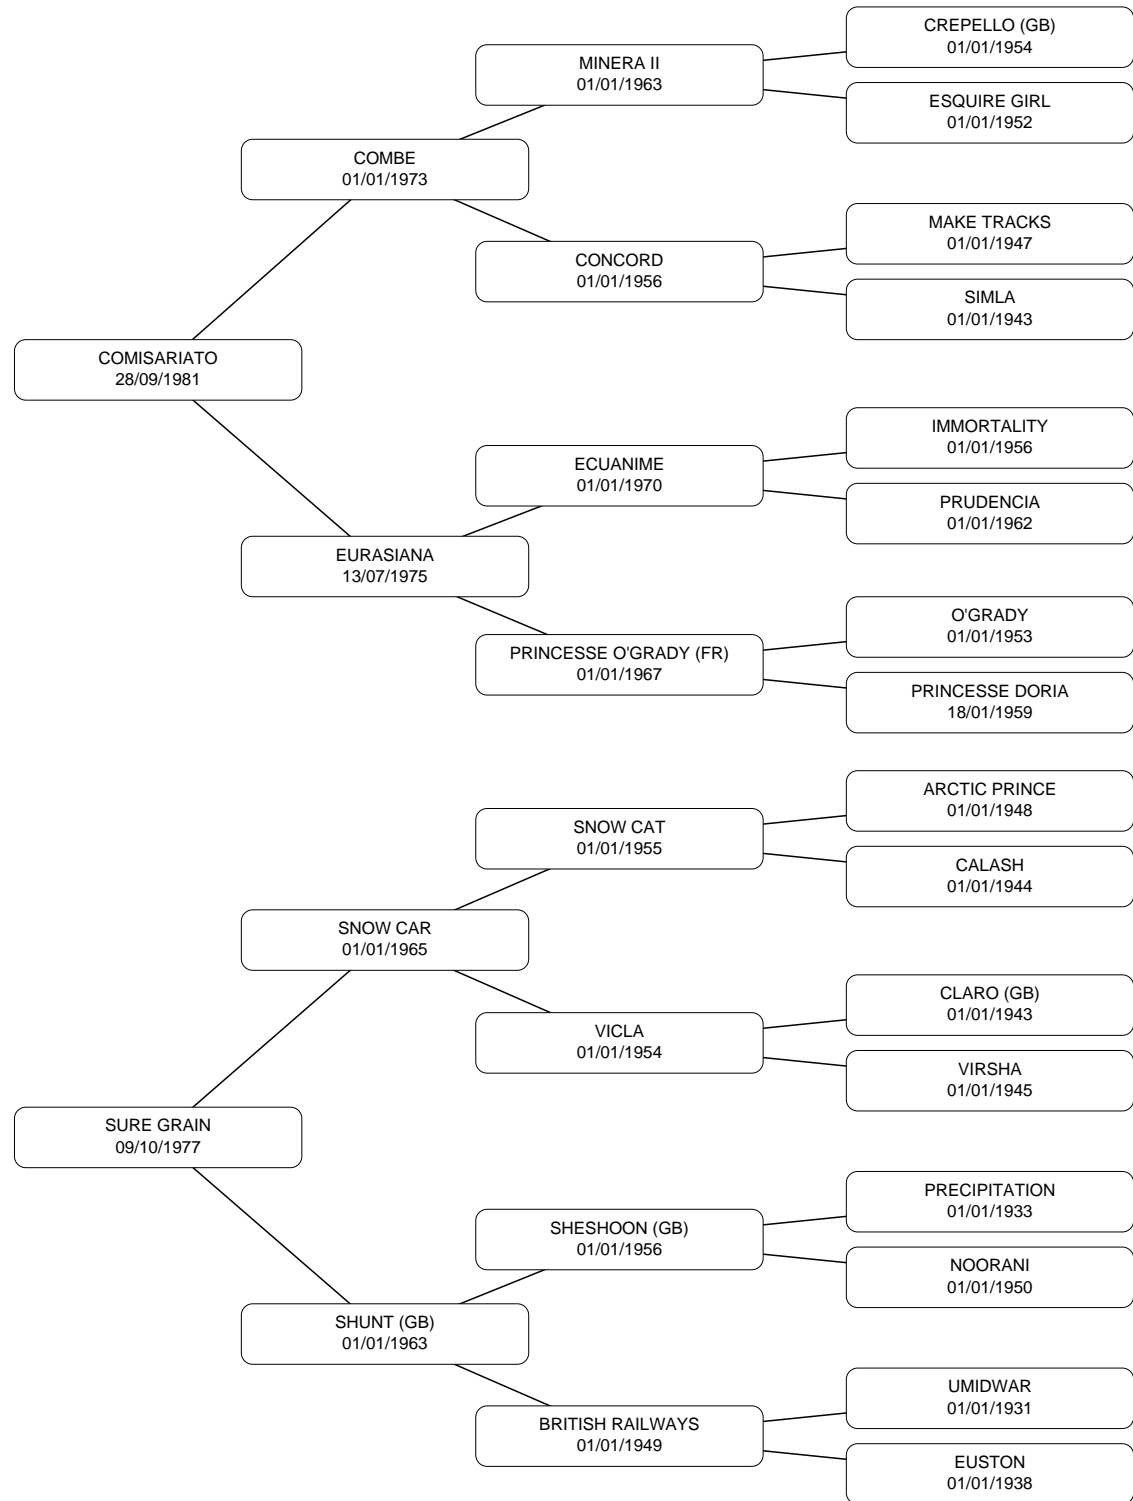 CREPELLO (GB)
01/01/1954
MINERA II
01/01/1963
ESQUIRE GIRL
01/01/1952
COMBE
01/01/1973
MAKE TRACKS
01/01/1947
CONCORD
01/01/1956
SIMLA
01/01/1943
COMISARIATO
28/09/1981
IMMORTALITY
01/01/1956
ECUANIME
01/01/1970
PRUDENCIA
01/01/1962
EURASIANA
13/07/1975
O'GRADY
01/01/1953
PRINCESSE O'GRADY (FR)
01/01/1967
PRINCESSE DORIA
18/01/1959
ARCTIC PRINCE
01/01/1948
SNOW CAT
01/01/1955
CALASH
01/01/1944
SNOW CAR
01/01/1965
CLARO (GB)
01/01/1943
VICLA
01/01/1954
VIRSHA
01/01/1945
SURE GRAIN
09/10/1977
PRECIPITATION
01/01/1933
SHESHOON (GB)
01/01/1956
NOORANI
01/01/1950
SHUNT (GB)
01/01/1963
UMIDWAR
01/01/1931
BRITISH RAILWAYS
01/01/1949
EUSTON
01/01/1938